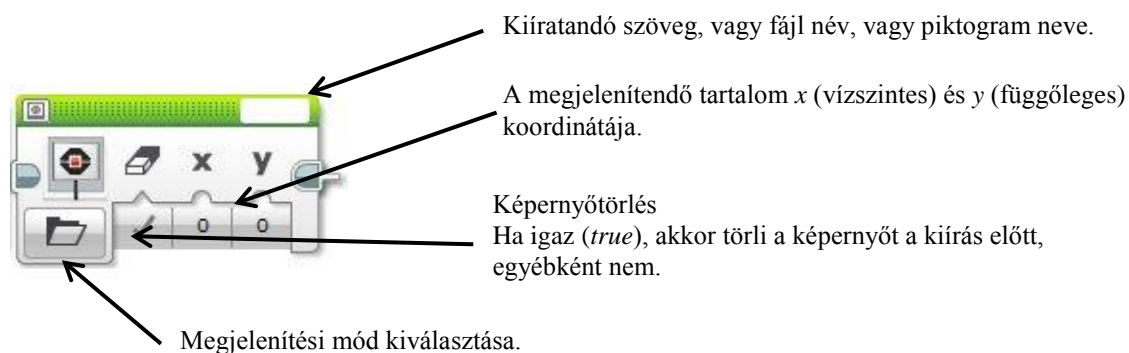 Kiíratandó szöveg, vagy fájl név, vagy piktogram neve.
A megjelenítendő tartalom x (vízszintes) és y (függőleges)
koordinátája.
x y
0 0
Képernyőtörlés
Ha igaz (true), akkor törli a képernyőt a kiírás előtt,
egyébként nem.
Megjelenítési mód kiválasztása.